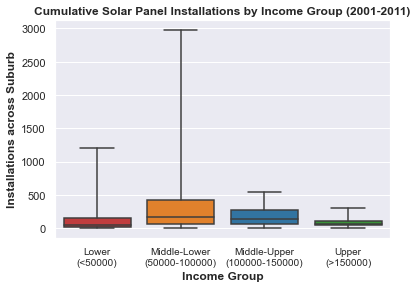 Cumulative Solar Panel Installations by Income Group (2001-2011)
Installations across Suburb
3000
2500
2000
1500
1000
500
0
Lower
(<50000)
Middle-Lower
(50000-100000)
Middle-Upper
(100000-150000)
Upper
(>150000)
Income Group